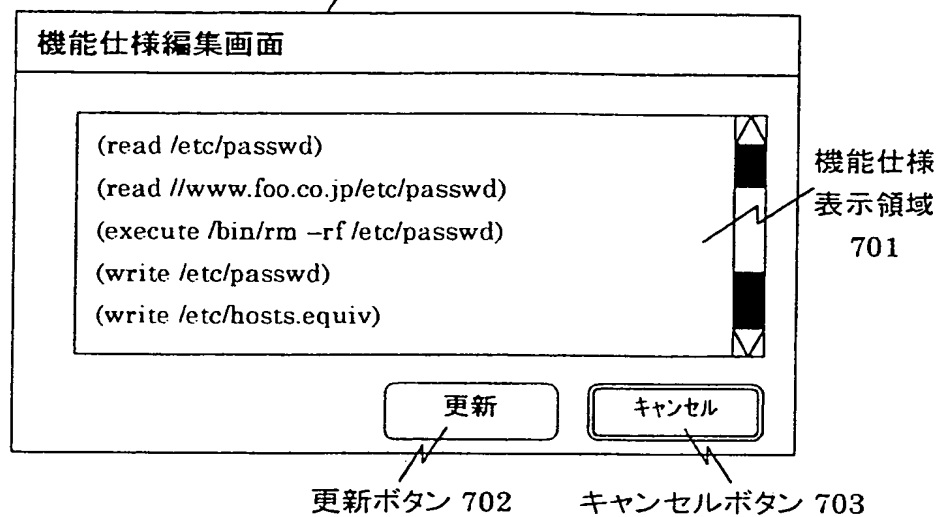 機能仕様編集画面
(read /etc/passwd)
(read //www.foo.co.jp/etc/passwd)
(execute /bin/rm –rf /etc/passwd)
(write /etc/passwd)
(write /etc/hosts.equiv)
機能仕様
表示領域
701
更新
キャンセル
更新ボタン 702
キャンセルボタン 703